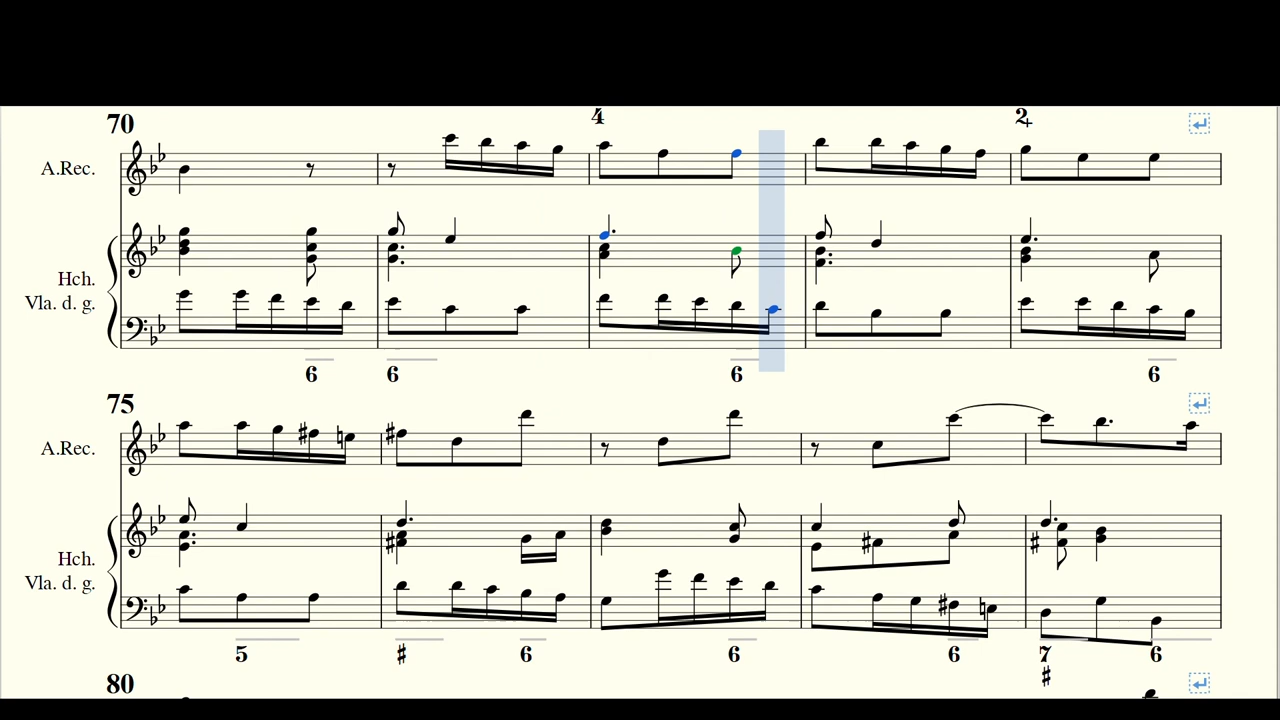 70
4 2+
A.Rec.
Hch.
Vla. d. g.
6 6 6 6
75
A.Rec.
Hch.
Vla. d. g.
5 ♯ 6 6 6 7 6
♯
80